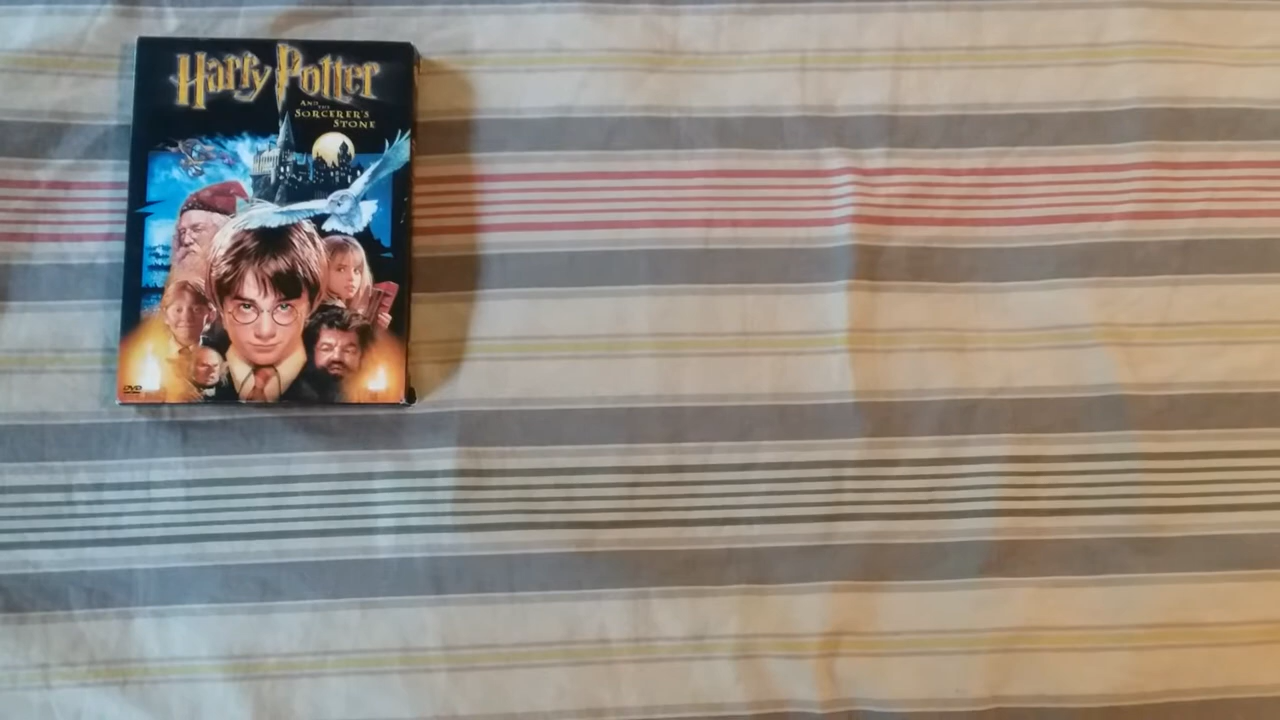 Harry Potter
AND THE
SORCERER'S
STONE
DVD